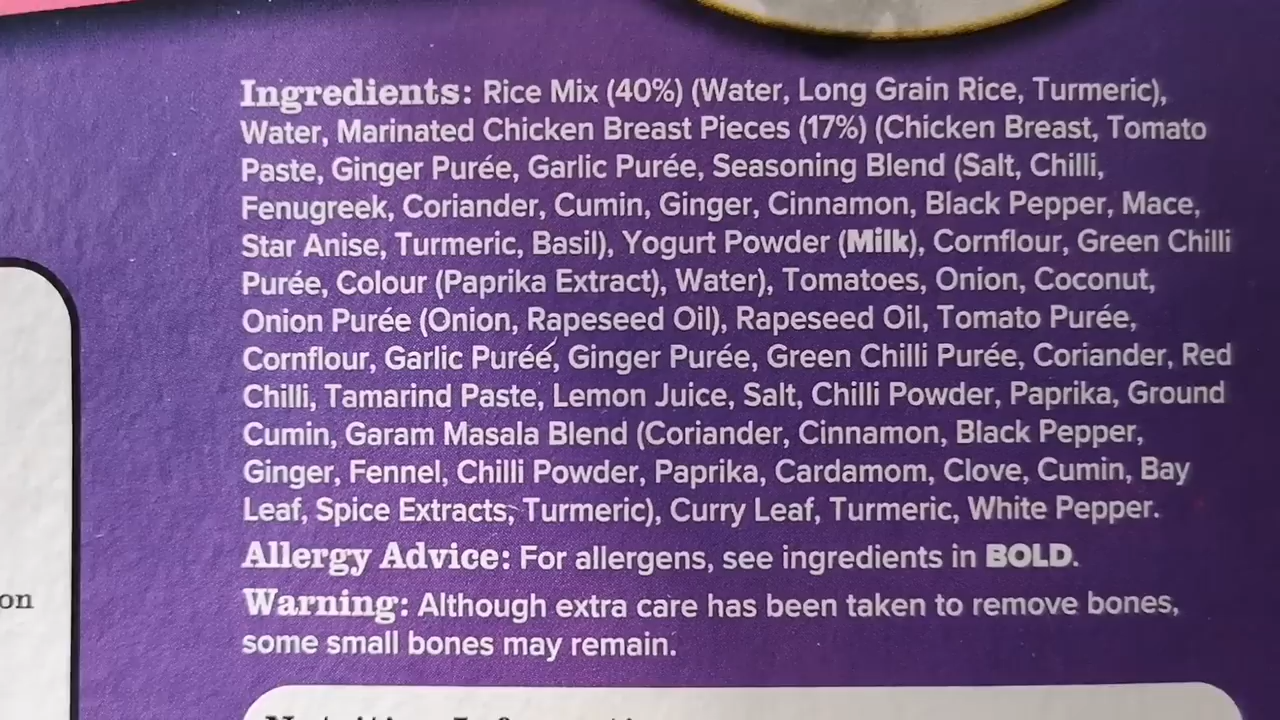 Ingredients: Rice Mix (40%) (Water, Long Grain Rice, Turmeric),
Water, Marinated Chicken Breast Pieces (17%) (Chicken Breast, Tomato
Paste, Ginger Purée, Garlic Purée, Seasoning Blend (Salt, Chilli,
Fenugreek, Coriander, Cumin, Ginger, Cinnamon, Black Pepper, Mace,
Star Anise, Turmeric, Basil), Yogurt Powder (Milk), Cornflour, Green Chilli
Purée, Colour (Paprika Extract), Water), Tomatoes, Onion, Coconut,
Onion Purée (Onion, Rapeseed Oil), Rapeseed Oil, Tomato Purée,
Cornflour, Garlic Purée, Ginger Purée, Green Chilli Purée, Coriander, Red
Chilli, Tamarind Paste, Lemon Juice, Salt, Chilli Powder, Paprika, Ground
Cumin, Garam Masala Blend (Coriander, Cinnamon, Black Pepper,
Ginger, Fennel, Chilli Powder, Paprika, Cardamom, Clove, Cumin, Bay
Leaf, Spice Extracts, Turmeric), Curry Leaf, Turmeric, White Pepper.
Allergy Advice: For allergens, see ingredients in BOLD.
Warning: Although extra care has been taken to remove bones,
on
some small bones may remain.